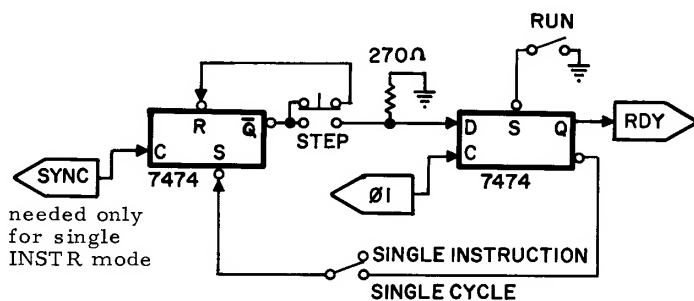 RUN
270Ω
R
Q̅
STEP
C
S
7474
D
S
Q
C
7474
RDY
SYNC
Ø1
needed only
for single
INSTR mode
SINGLE INSTRUCTION
SINGLE CYCLE